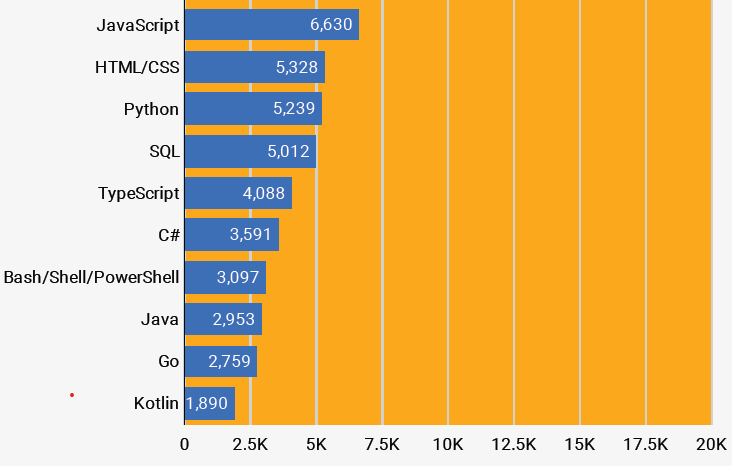 JavaScript 6,630
HTML/CSS 5,328
Python 5,239
SQL 5,012
TypeScript 4,088
C# 3,591
Bash/Shell/PowerShell 3,097
Java 2,953
Go 2,759
Kotlin 1,890
0 2.5K 5K 7.5K 10K 12.5K 15K 17.5K 20K